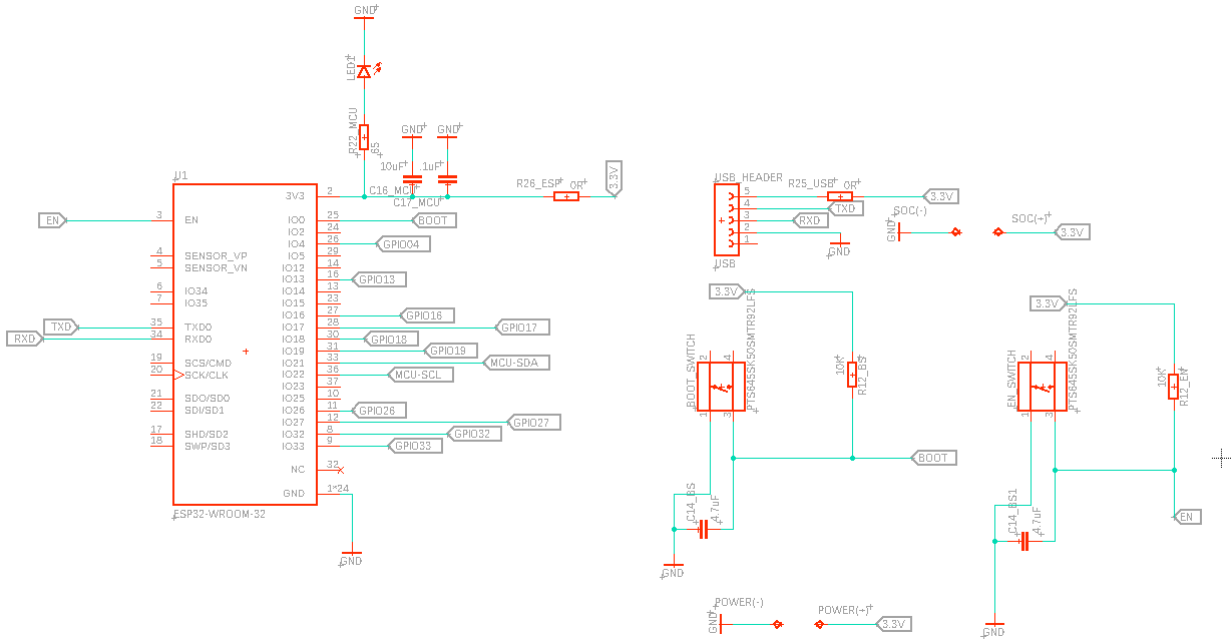 GND
LED1
R22_MCU
65
GND
GND
10uF
.1uF
C16_MCU
C17_MCU
R26_ESP
0R
3.3V
U1
2
3V3
EN
3
EN
25
IO0
BOOT
24
IO2
26
IO4
GPIO04
4
SENSOR_VP
29
IO5
5
SENSOR_VN
14
IO12
16
IO13
GPIO13
6
IO34
13
IO14
7
IO35
23
IO15
27
IO16
GPIO16
TXD
35
TXD0
28
IO17
GPIO17
RXD
34
RXD0
30
IO18
GPIO18
31
IO19
GPIO19
19
SCS/CMD
33
IO21
MCU-SDA
20
SCK/CLK
36
IO22
MCU-SCL
37
IO23
21
SDO/SD0
10
IO25
22
SDI/SD1
11
IO26
GPIO26
12
IO27
GPIO27
17
SHD/SD2
8
IO32
GPIO32
18
SWP/SD3
9
IO33
GPIO33
NC
32
GND
1*24
ESP32-WROOM-32
GND
USB_HEADER
5
4
3
2
1
USB
R25_USB
0R
3.3V
TXD
RXD
GND
SOC(-)
GND
SOC(+)
3.3V
3.3V
BOOT_SWITCH
2
4
1
3
PTS645SK50SMTR92LFS
10K
R12_BS
BOOT
C14_BS
4.7uF
GND
3.3V
EN_SWITCH
2
4
1
3
PTS645SK50SMTR92LFS
10K
R12_EN
EN
C14_BS1
4.7uF
GND
POWER(-)
GND
POWER(+)
3.3V